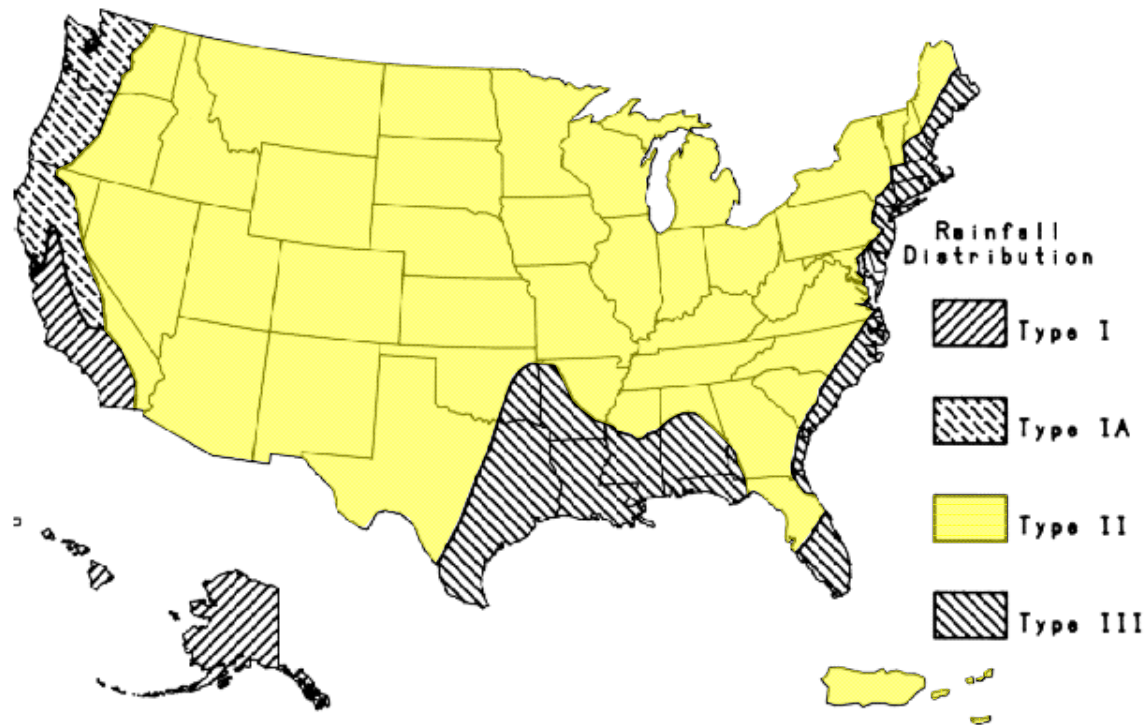 Rainfall
Distribution
Type I
Type IA
Type II
Type III